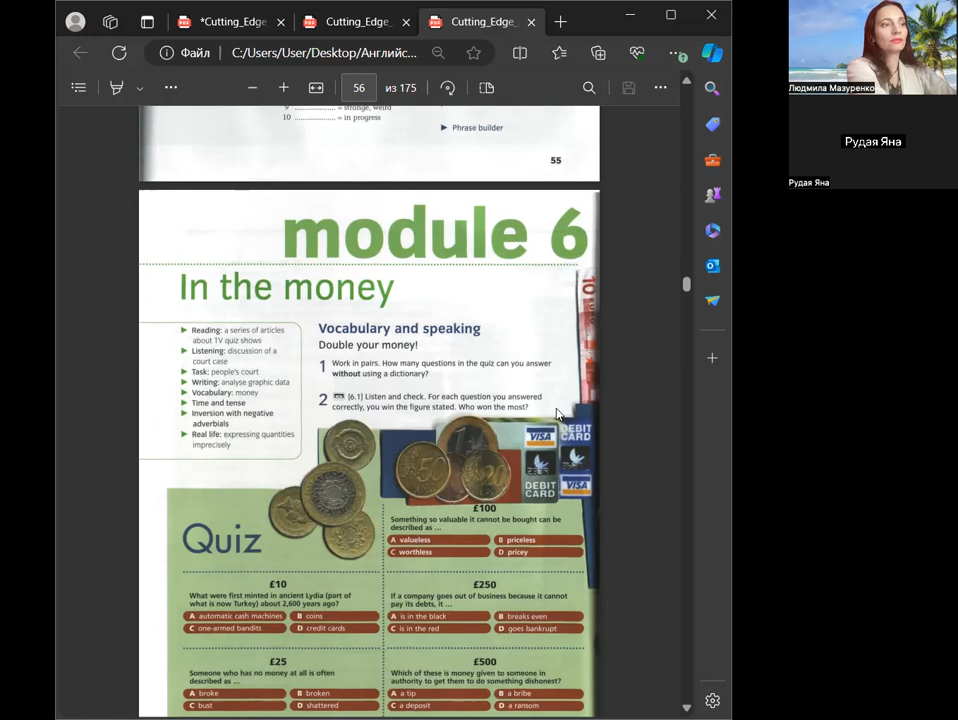 *Cutting_Edge_
Cutting_Edge_
Cutting_Edge_
Файл
C:/Users/User/Desktop/Английс...
56
из 175
9 .................... = strange, weird
10 .................... = in progress
Phrase builder
55
module 6
In the money
Reading: a series of articles
about TV quiz shows
Listening: discussion of a
court case
Task: people's court
Writing: analyse graphic data
Vocabulary: money
Time and tense
Inversion with negative
adverbials
Real life: expressing quantities
imprecisely
Vocabulary and speaking
Double your money!
1 Work in pairs. How many questions in the quiz can you answer
without using a dictionary?
2 [6.1] Listen and check. For each question you answered
correctly, you win the figure stated. Who won the most?
10
50
1
20
VISA
DEBIT
CARD
DEBIT
CARD
VISA
Quiz
£100
Something so valuable it cannot be bought can be
described as ...
A valueless
B priceless
C worthless
D pricey
£10
What were first minted in ancient Lydia (part of
what is now Turkey) about 2,600 years ago?
A automatic cash machines
B coins
C one-armed bandits
D credit cards
£250
If a company goes out of business because it cannot
pay its debts, it ...
A is in the black
B breaks even
C is in the red
D goes bankrupt
£25
Someone who has no money at all is often
described as ...
A broke
B broken
C bust
D shattered
£500
Which of these is money given to someone in
authority to get them to do something dishonest?
A a tip
B a bribe
C a deposit
D a ransom
Людмила Мазуренко
Рудая Яна
Рудая Яна